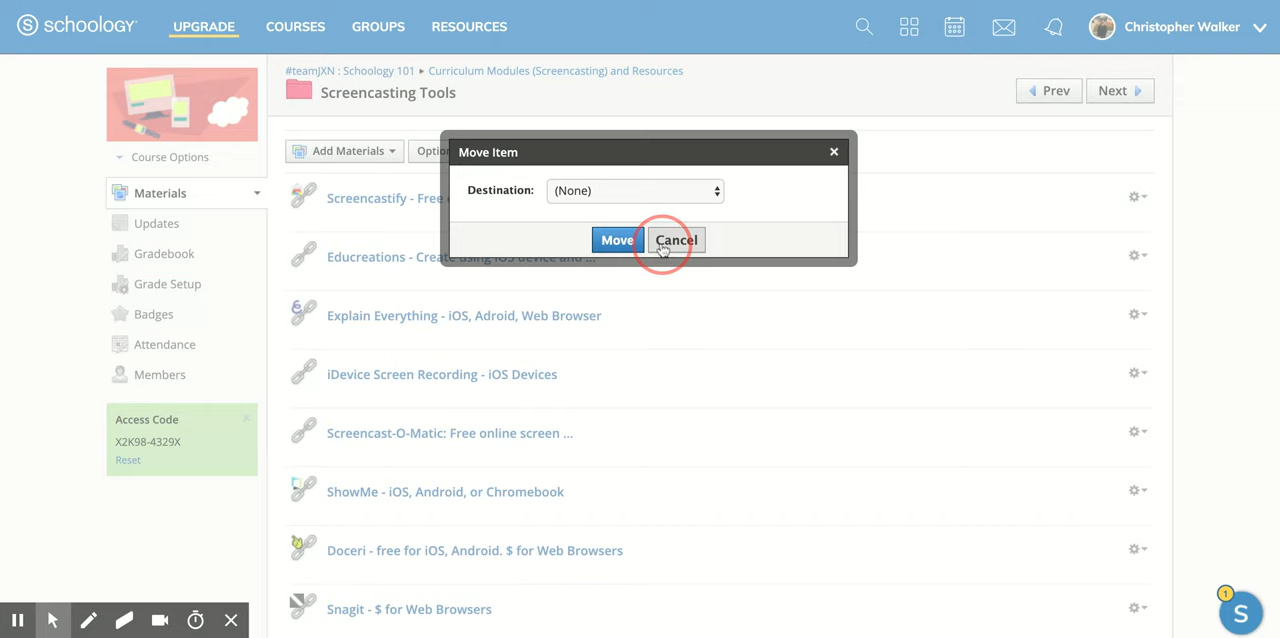 schoology
UPGRADE
COURSES
GROUPS
RESOURCES
Christopher Walker
#teamJXN : Schoology 101 ▸ Curriculum Modules (Screencasting) and Resources
Screencasting Tools
Prev
Next
Course Options
Materials
Updates
Gradebook
Grade Setup
Badges
Attendance
Members
Access Code
X2K98-4329X
Reset
Add Materials
Move Item
Destination:
(None)
Move
Cancel
Screencastify - Free
Educreations - Create using iOS device and ...
Explain Everything - iOS, Adroid, Web Browser
iDevice Screen Recording - iOS Devices
Screencast-O-Matic: Free online screen ...
ShowMe - iOS, Android, or Chromebook
Doceri - free for iOS, Android. $ for Web Browsers
Snagit - $ for Web Browsers
1
S